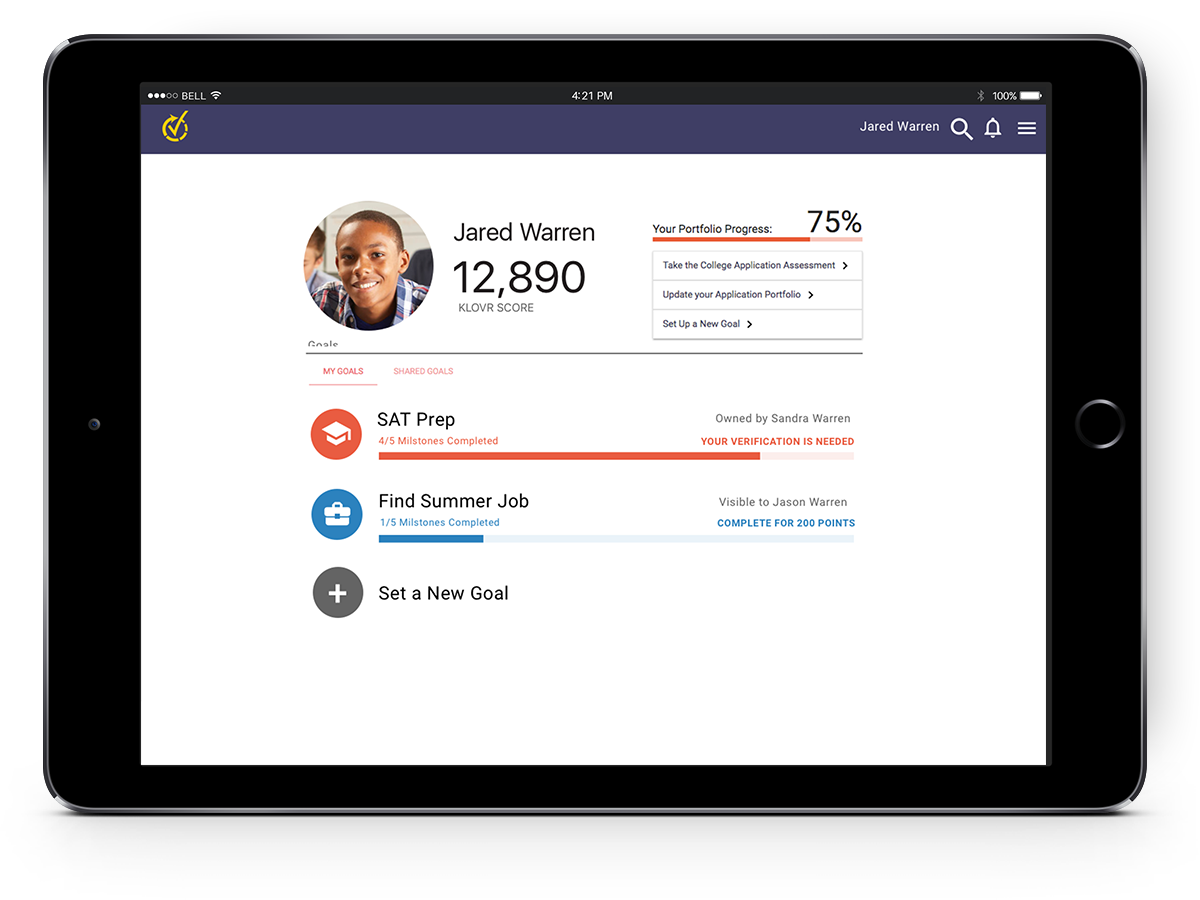 BELL
4:21 PM
100%
Jared Warren
Jared Warren
12,890
KLOVR SCORE
Your Portfolio Progress:
75%
Take the College Application Assessment
Update your Application Portfolio
Set Up a New Goal
Goals
MY GOALS
SHARED GOALS
SAT Prep
Owned by Sandra Warren
4/5 Milstones Completed
YOUR VERIFICATION IS NEEDED
Find Summer Job
Visible to Jason Warren
1/5 Milstones Completed
COMPLETE FOR 200 POINTS
Set a New Goal